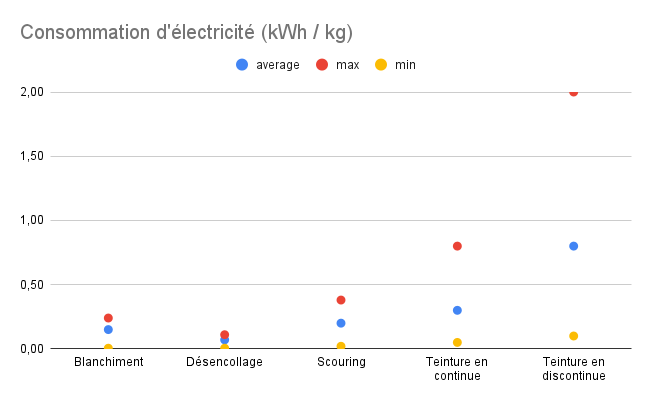 Consommation d'électricité (kWh / kg)
average max min
2,00
1,50
1,00
0,50
0,00
Blanchiment Désencollage Scouring Teinture en Teinture en
continue discontinue